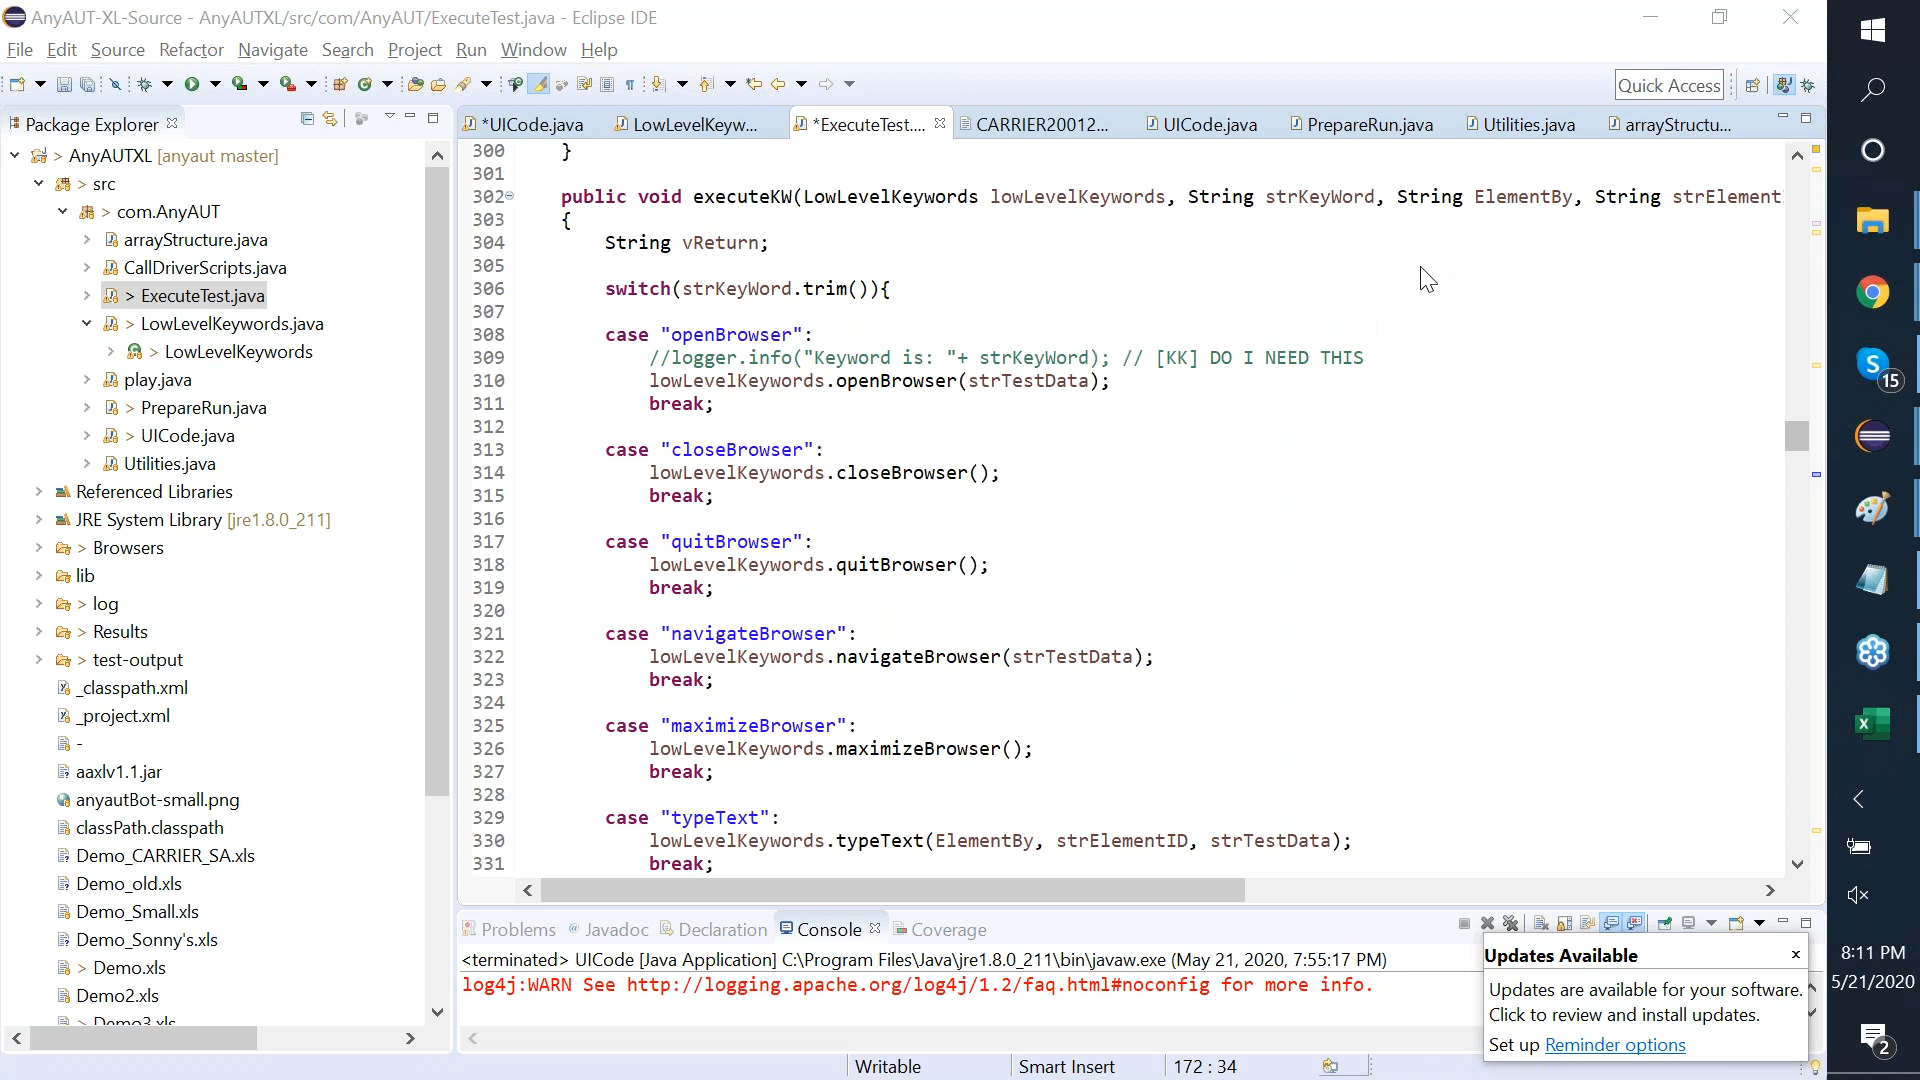 AnyAUT-XL-Source - AnyAUTXL/src/com/AnyAUT/ExecuteTest.java - Eclipse IDE
File Edit Source Refactor Navigate Search Project Run Window Help
Quick Access
Package Explorer
*UICode.java LowLevelKeyw... *ExecuteTest.... CARRIER20012... UICode.java PrepareRun.java Utilities.java arrayStructu...
> AnyAUTXL [anyaut master]
> src
> com.AnyAUT
arrayStructure.java
CallDriverScripts.java
> ExecuteTest.java
> LowLevelKeywords.java
> LowLevelKeywords
play.java
> PrepareRun.java
> UICode.java
Utilities.java
Referenced Libraries
JRE System Library [jre1.8.0_211]
> Browsers
lib
> log
> Results
> test-output
_classpath.xml
_project.xml
-
aaxlv1.1.jar
anyautBot-small.png
classPath.classpath
Demo_CARRIER_SA.xls
Demo_old.xls
Demo_Small.xls
Demo_Sonny's.xls
> Demo.xls
Demo2.xls
> Demo3.xls
300 }
301
302 public void executeKW(LowLevelKeywords lowLevelKeywords, String strKeyWord, String ElementBy, String strElement
303 {
304 String vReturn;
305
306 switch(strKeyWord.trim()){
307
308 case "openBrowser":
309 //logger.info("Keyword is: "+ strKeyWord); // [KK] DO I NEED THIS
310 lowLevelKeywords.openBrowser(strTestData);
311 break;
312
313 case "closeBrowser":
314 lowLevelKeywords.closeBrowser();
315 break;
316
317 case "quitBrowser":
318 lowLevelKeywords.quitBrowser();
319 break;
320
321 case "navigateBrowser":
322 lowLevelKeywords.navigateBrowser(strTestData);
323 break;
324
325 case "maximizeBrowser":
326 lowLevelKeywords.maximizeBrowser();
327 break;
328
329 case "typeText":
330 lowLevelKeywords.typeText(ElementBy, strElementID, strTestData);
331 break;
Problems Javadoc Declaration Console Coverage
<terminated> UICode [Java Application] C:\Program Files\Java\jre1.8.0_211\bin\javaw.exe (May 21, 2020, 7:55:17 PM)
log4j:WARN See http://logging.apache.org/log4j/1.2/faq.html#noconfig for more info.
Updates Available
Updates are available for your software.
Click to review and install updates.
Set up Reminder options
Writable Smart Insert 172 : 34
15
8:11 PM
5/21/2020
2